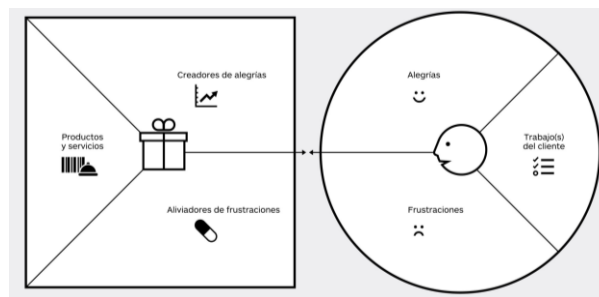 Creadores de alegrías
Productos
y servicios
Aliviadores de frustraciones
Alegrías
Trabajo(s)
del cliente
Frustraciones